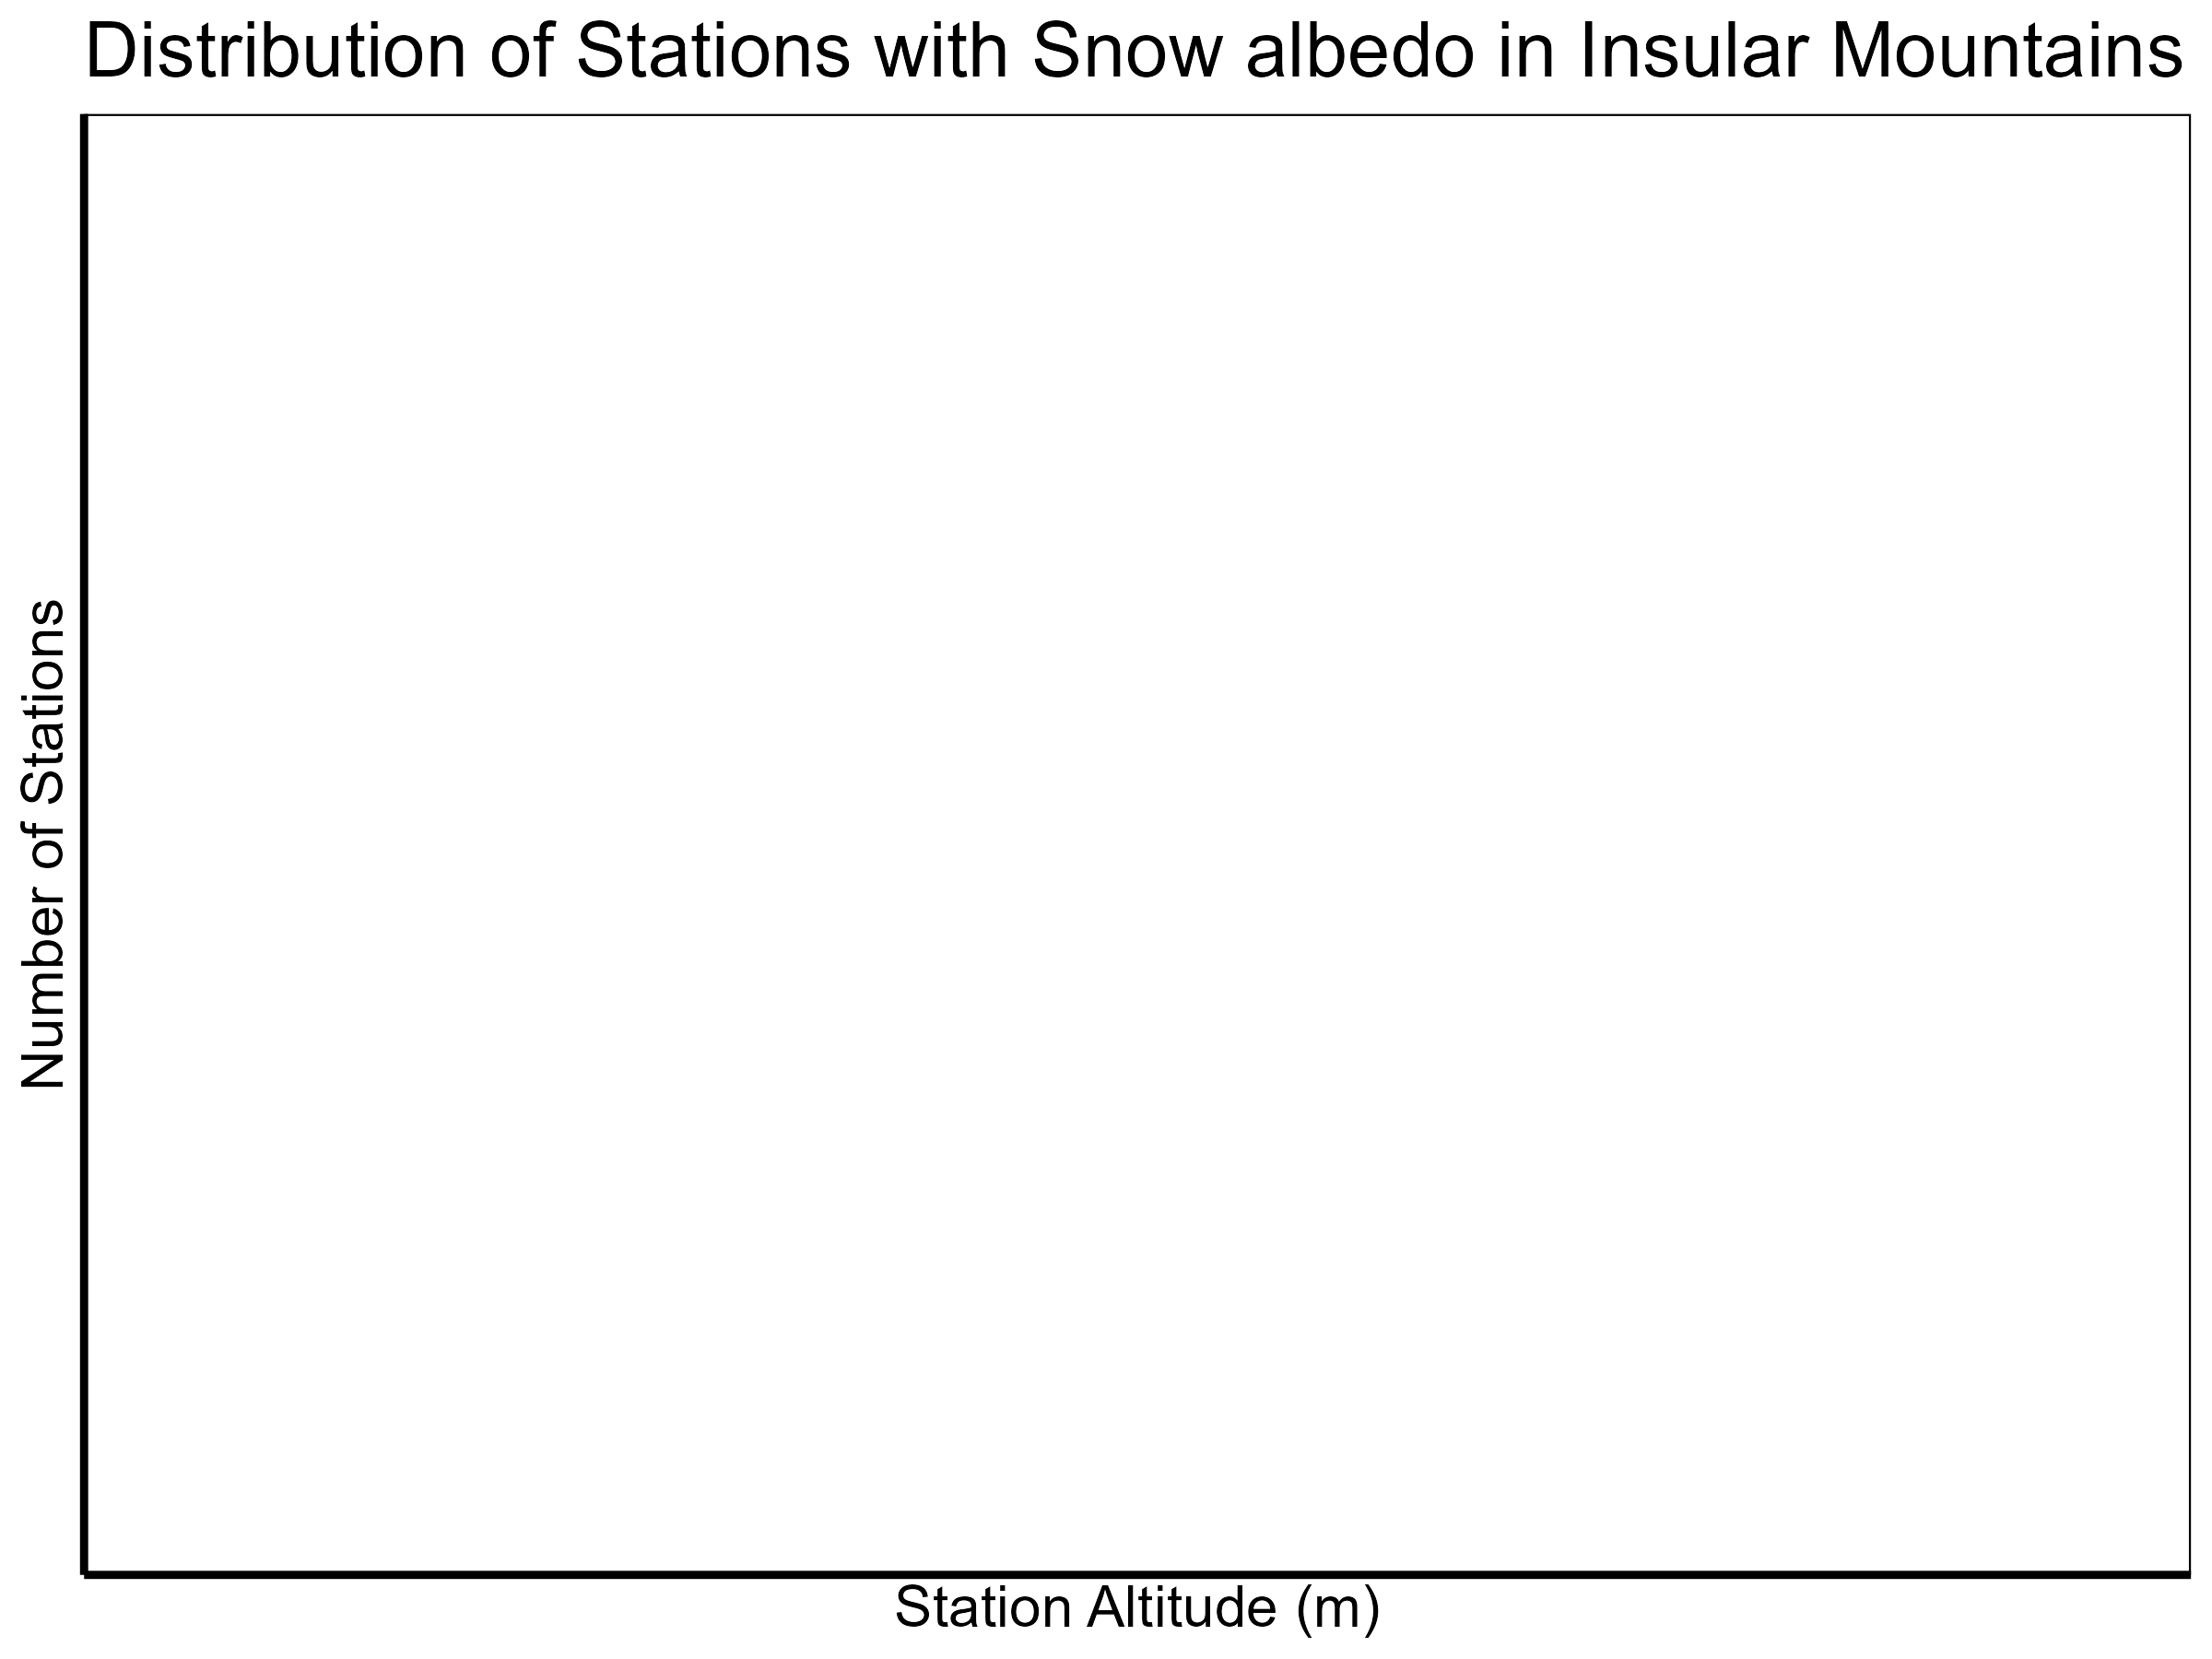 Distribution of Stations with Snow albedo in Insular Mountains
Number of Stations
Station Altitude (m)